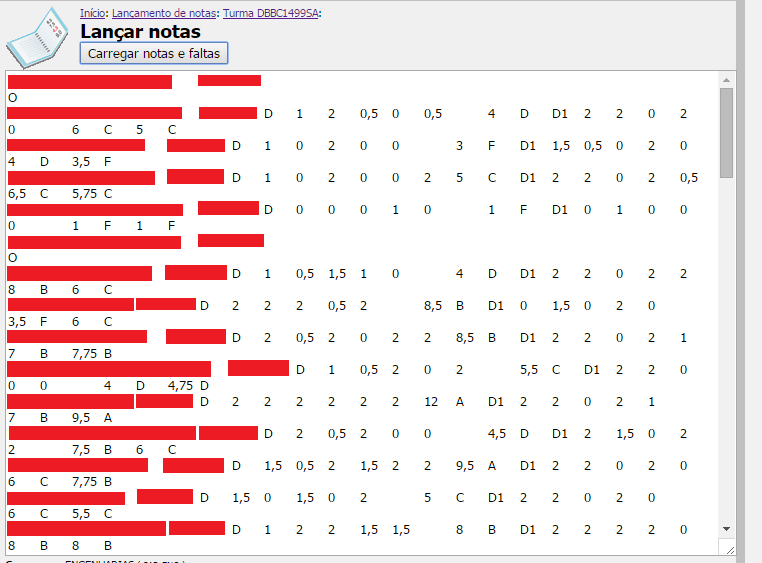 Início: Lançamento de notas: Turma DBBC1499SA:
Lançar notas
Carregar notas e faltas
O
D 1 2 0,5 0 0,5 4 D D1 2 2 0 2
0 6 C 5 C
D 1 0 2 0 0 3 F D1 1,5 0,5 0 2 0
4 D 3,5 F
D 1 0 2 0 0 2 5 C D1 2 2 0 2 0,5
6,5 C 5,75 C
D 0 0 0 1 0 1 F D1 0 1 0 0
0 1 F 1 F
O
D 1 0,5 1,5 1 0 4 D D1 2 2 0 2 2
8 B 6 C
D 2 2 2 0,5 2 8,5 B D1 0 1,5 0 2 0
3,5 F 6 C
D 2 0,5 2 0 2 2 8,5 B D1 2 2 0 2 1
7 B 7,75 B
D 1 0,5 2 0 2 5,5 C D1 2 2 0
0 0 4 D 4,75 D
D 2 2 2 2 2 2 12 A D1 2 2 0 2 1
7 B 9,5 A
D 2 0,5 2 0 0 4,5 D D1 2 1,5 0 2
2 7,5 B 6 C
D 1,5 0,5 2 1,5 2 2 9,5 A D1 2 2 0 2 0
6 C 7,75 B
D 1,5 0 1,5 0 2 5 C D1 2 2 0 2 0
6 C 5,5 C
D 1 2 2 1,5 1,5 8 B D1 2 2 2 2 0
8 B 8 B